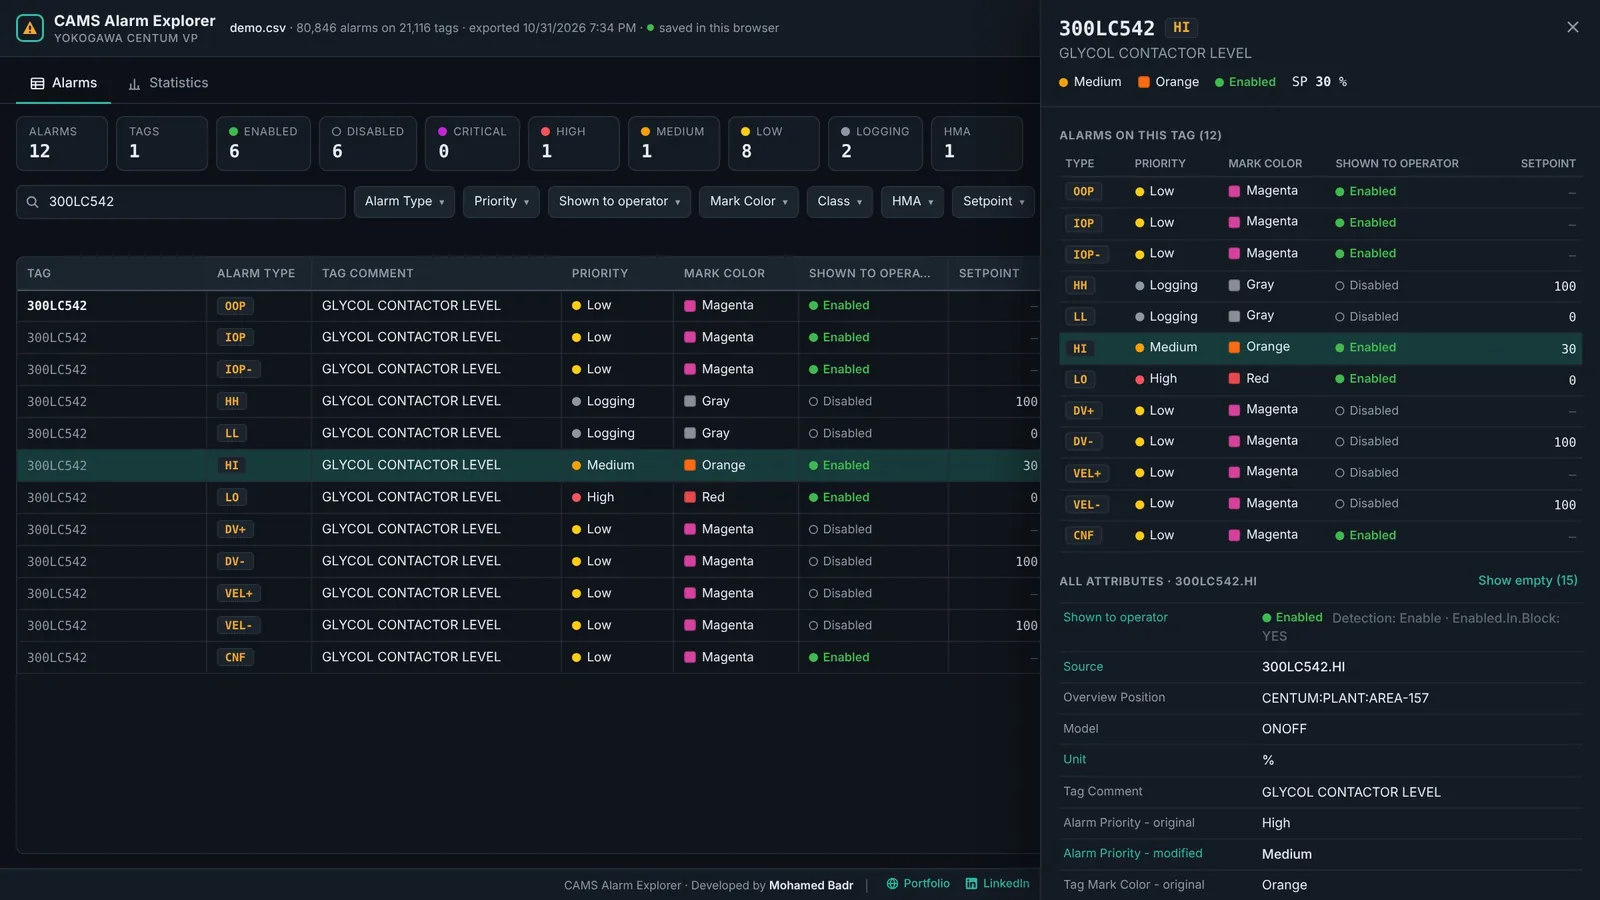 CAMS Alarm Explorer
YOKOGAWA CENTUM VP
demo.csv · 80,846 alarms on 21,116 tags · exported 10/31/2026 7:34 PM · saved in this browser
Alarms Statistics
ALARMS 12
TAGS 1
ENABLED 6
DISABLED 6
CRITICAL 0
HIGH 1
MEDIUM 1
LOW 8
LOGGING 2
HMA 1
300LC542
Alarm Type ▾ Priority ▾ Shown to operator ▾ Mark Color ▾ Class ▾ HMA ▾ Setpoint ▾
TAG ALARM TYPE TAG COMMENT PRIORITY MARK COLOR SHOWN TO OPERA... SETPOINT
300LC542 OOP GLYCOL CONTACTOR LEVEL Low Magenta Enabled –
300LC542 IOP GLYCOL CONTACTOR LEVEL Low Magenta Enabled –
300LC542 IOP- GLYCOL CONTACTOR LEVEL Low Magenta Enabled –
300LC542 HH GLYCOL CONTACTOR LEVEL Logging Gray Disabled 100
300LC542 LL GLYCOL CONTACTOR LEVEL Logging Gray Disabled 0
300LC542 HI GLYCOL CONTACTOR LEVEL Medium Orange Enabled 30
300LC542 LO GLYCOL CONTACTOR LEVEL High Red Enabled 0
300LC542 DV+ GLYCOL CONTACTOR LEVEL Low Magenta Disabled –
300LC542 DV- GLYCOL CONTACTOR LEVEL Low Magenta Disabled 100
300LC542 VEL+ GLYCOL CONTACTOR LEVEL Low Magenta Disabled –
300LC542 VEL- GLYCOL CONTACTOR LEVEL Low Magenta Disabled 100
300LC542 CNF GLYCOL CONTACTOR LEVEL Low Magenta Enabled –
CAMS Alarm Explorer · Developed by Mohamed Badr | Portfolio LinkedIn
300LC542 HI
GLYCOL CONTACTOR LEVEL
Medium Orange Enabled SP 30 %
ALARMS ON THIS TAG (12)
TYPE PRIORITY MARK COLOR SHOWN TO OPERATOR SETPOINT
OOP Low Magenta Enabled –
IOP Low Magenta Enabled –
IOP- Low Magenta Enabled –
HH Logging Gray Disabled 100
LL Logging Gray Disabled 0
HI Medium Orange Enabled 30
LO High Red Enabled 0
DV+ Low Magenta Disabled –
DV- Low Magenta Disabled 100
VEL+ Low Magenta Disabled –
VEL- Low Magenta Disabled 100
CNF Low Magenta Enabled –
ALL ATTRIBUTES · 300LC542.HI Show empty (15)
Shown to operator Enabled Detection: Enable · Enabled.In.Block:
YES
Source 300LC542.HI
Overview Position CENTUM:PLANT:AREA-157
Model ONOFF
Unit %
Tag Comment GLYCOL CONTACTOR LEVEL
Alarm Priority - original High
Alarm Priority - modified Medium
Tag Mark Color - original Orange